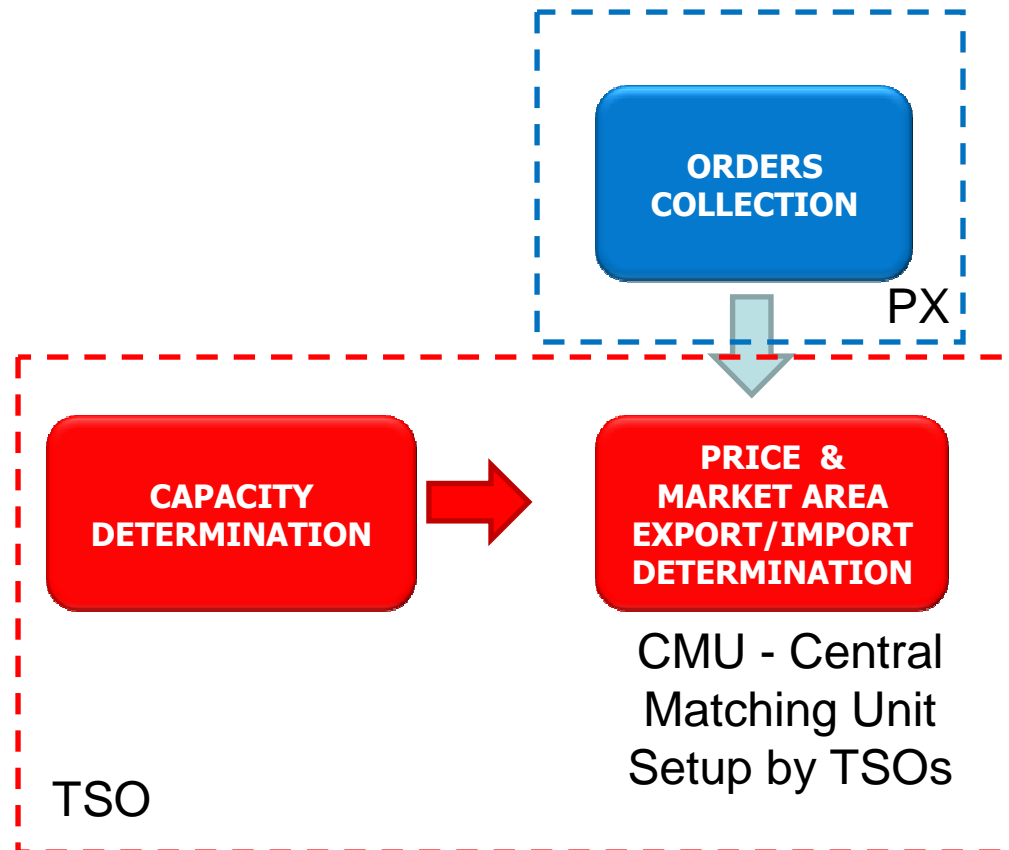 ORDERS
COLLECTION
PX
CAPACITY
DETERMINATION
PRICE &
MARKET AREA
EXPORT/IMPORT
DETERMINATION
CMU - Central
Matching Unit
Setup by TSOs
TSO